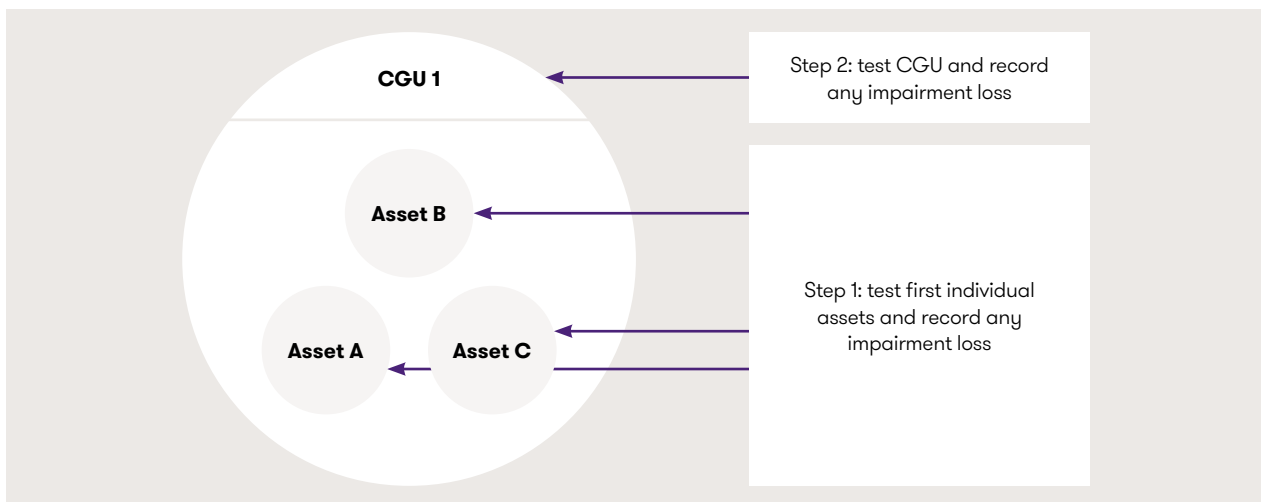 CGU 1
Step 2: test CGU and record
any impairment loss
Asset B
Step 1: test first individual
assets and record any
impairment loss
Asset A
Asset C